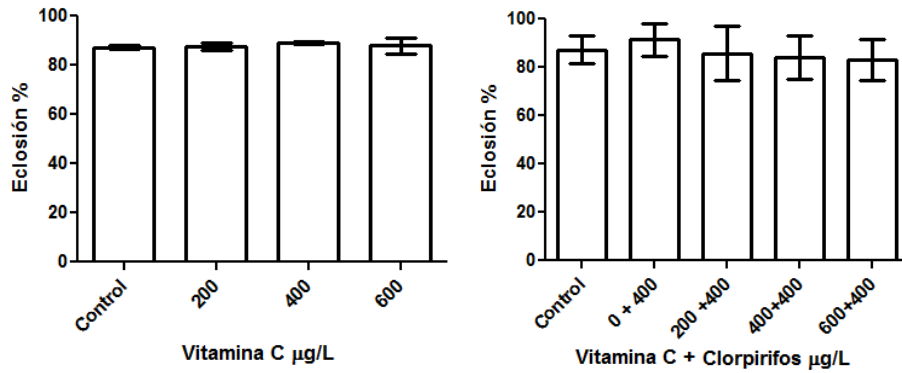 Eclosión %
100
80
60
40
20
0
Control
200
400
600
Vitamina C μg/L
Eclosión %
100
80
60
40
20
0
Control
0 + 400
200 +400
400+400
600+400
Vitamina C + Clorpirifos μg/L